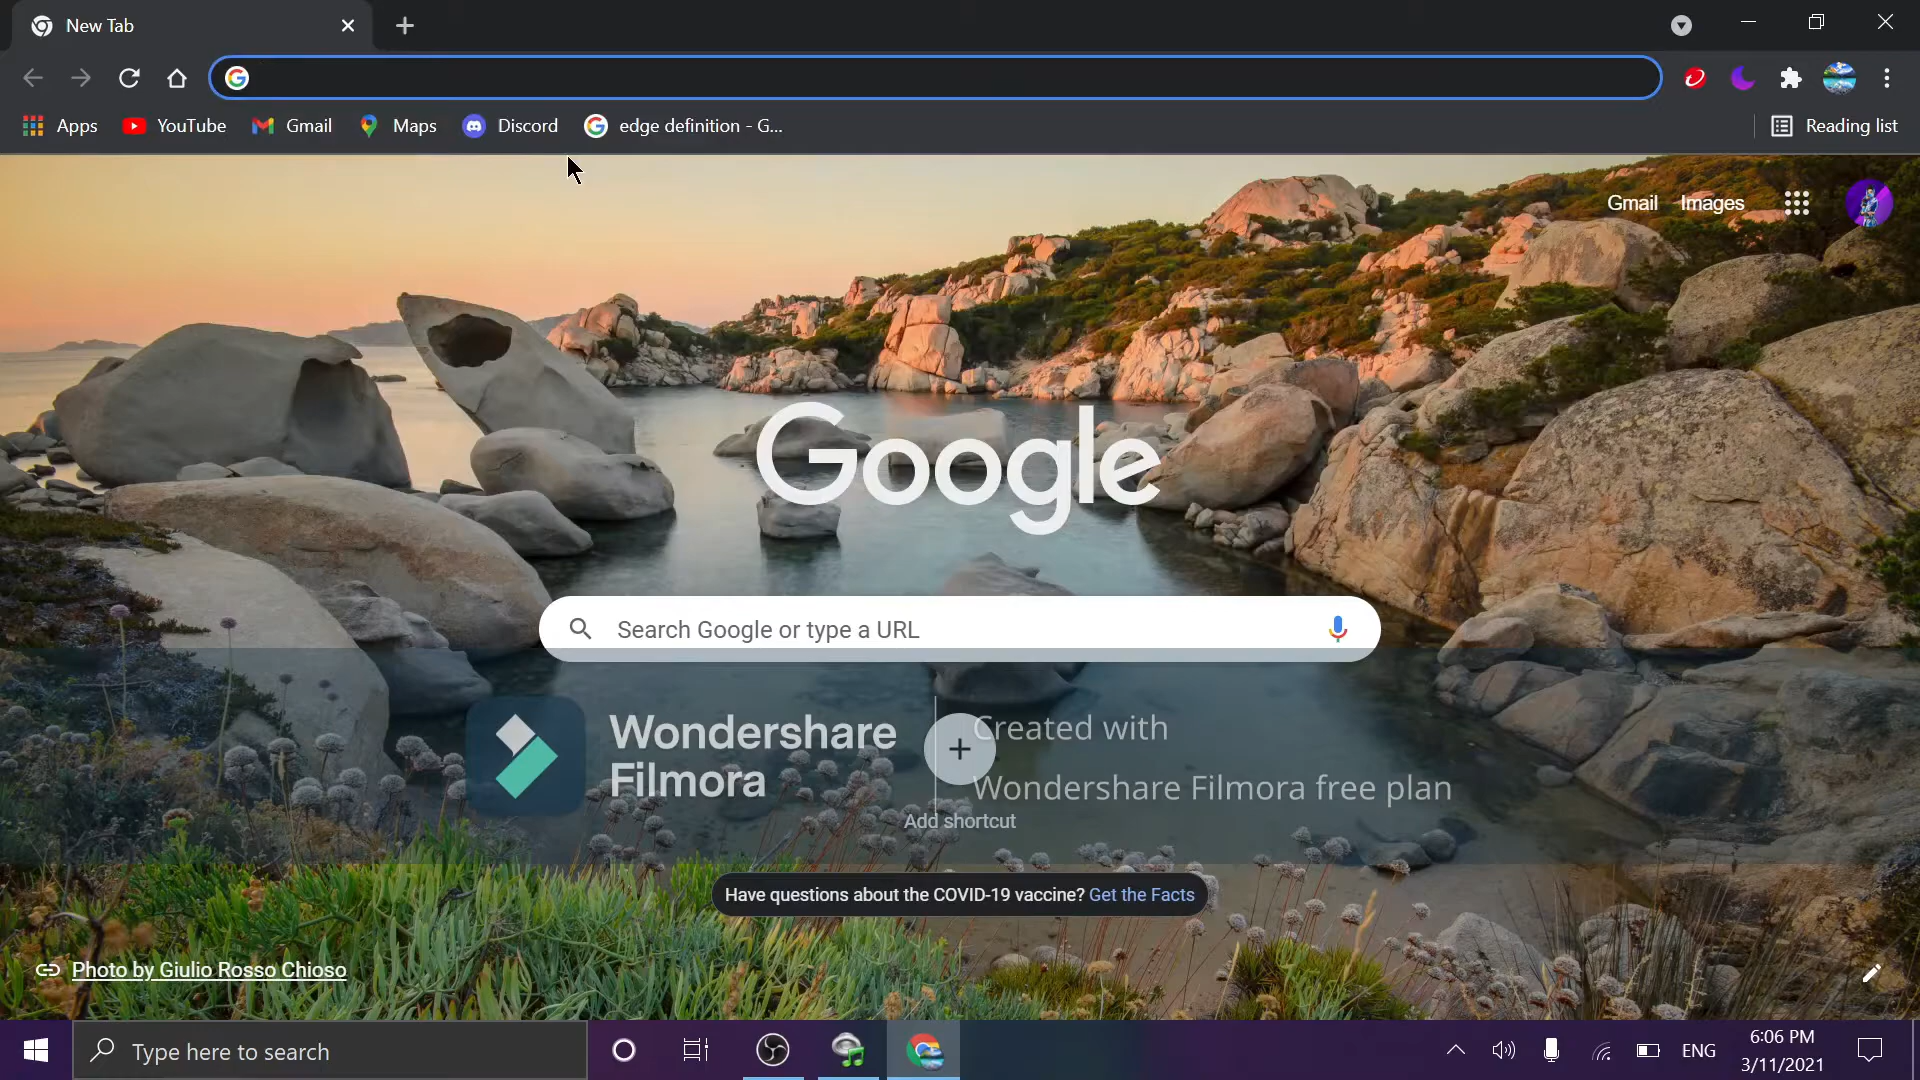 New Tab
Apps
YouTube
Gmail
Maps
Discord
edge definition - G...
Reading list
Gmail
Images
Google
Search Google or type a URL
Wondershare
Filmora
Created with
Wondershare Filmora free plan
Add shortcut
Have questions about the COVID-19 vaccine? Get the Facts
Photo by Giulio Rosso Chioso
Type here to search
ENG
6:06 PM
3/11/2021